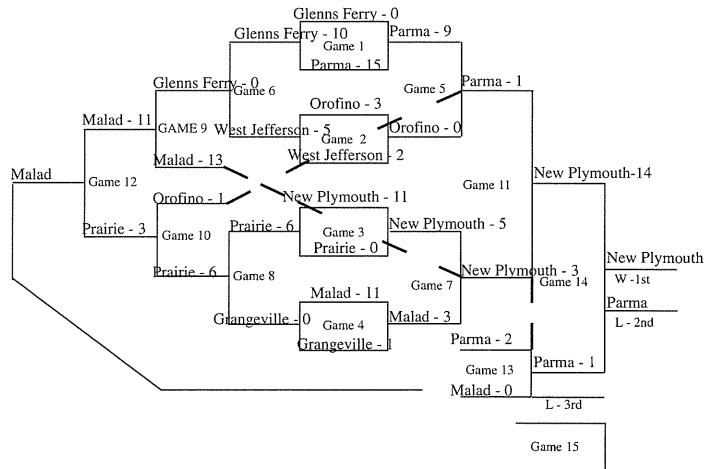 Glenns Ferry - 0
Glenns Ferry - 10
Parma - 9
Game 1
Parma - 15
Glenns Ferry - 0
Game 6
Game 5
Parma - 1
Orofino - 3
Malad - 11
GAME 9
West Jefferson - 5
Game 2
Orofino - 0
West Jefferson - 2
Malad - 13
Malad
Game 12
Game 11
New Plymouth-14
Orofino - 1
New Plymouth - 11
Prairie - 3
Game 10
Prairie - 6
Game 3
New Plymouth - 5
Prairie - 0
New Plymouth
Prairie - 6
Game 8
Game 7
New Plymouth - 3
Game 14
W -1st
Malad - 11
Parma
Grangeville - 0
Game 4
Malad - 3
L - 2nd
Grangeville - 1
Parma - 2
Game 13
Parma - 1
Malad - 0
L - 3rd
Game 15